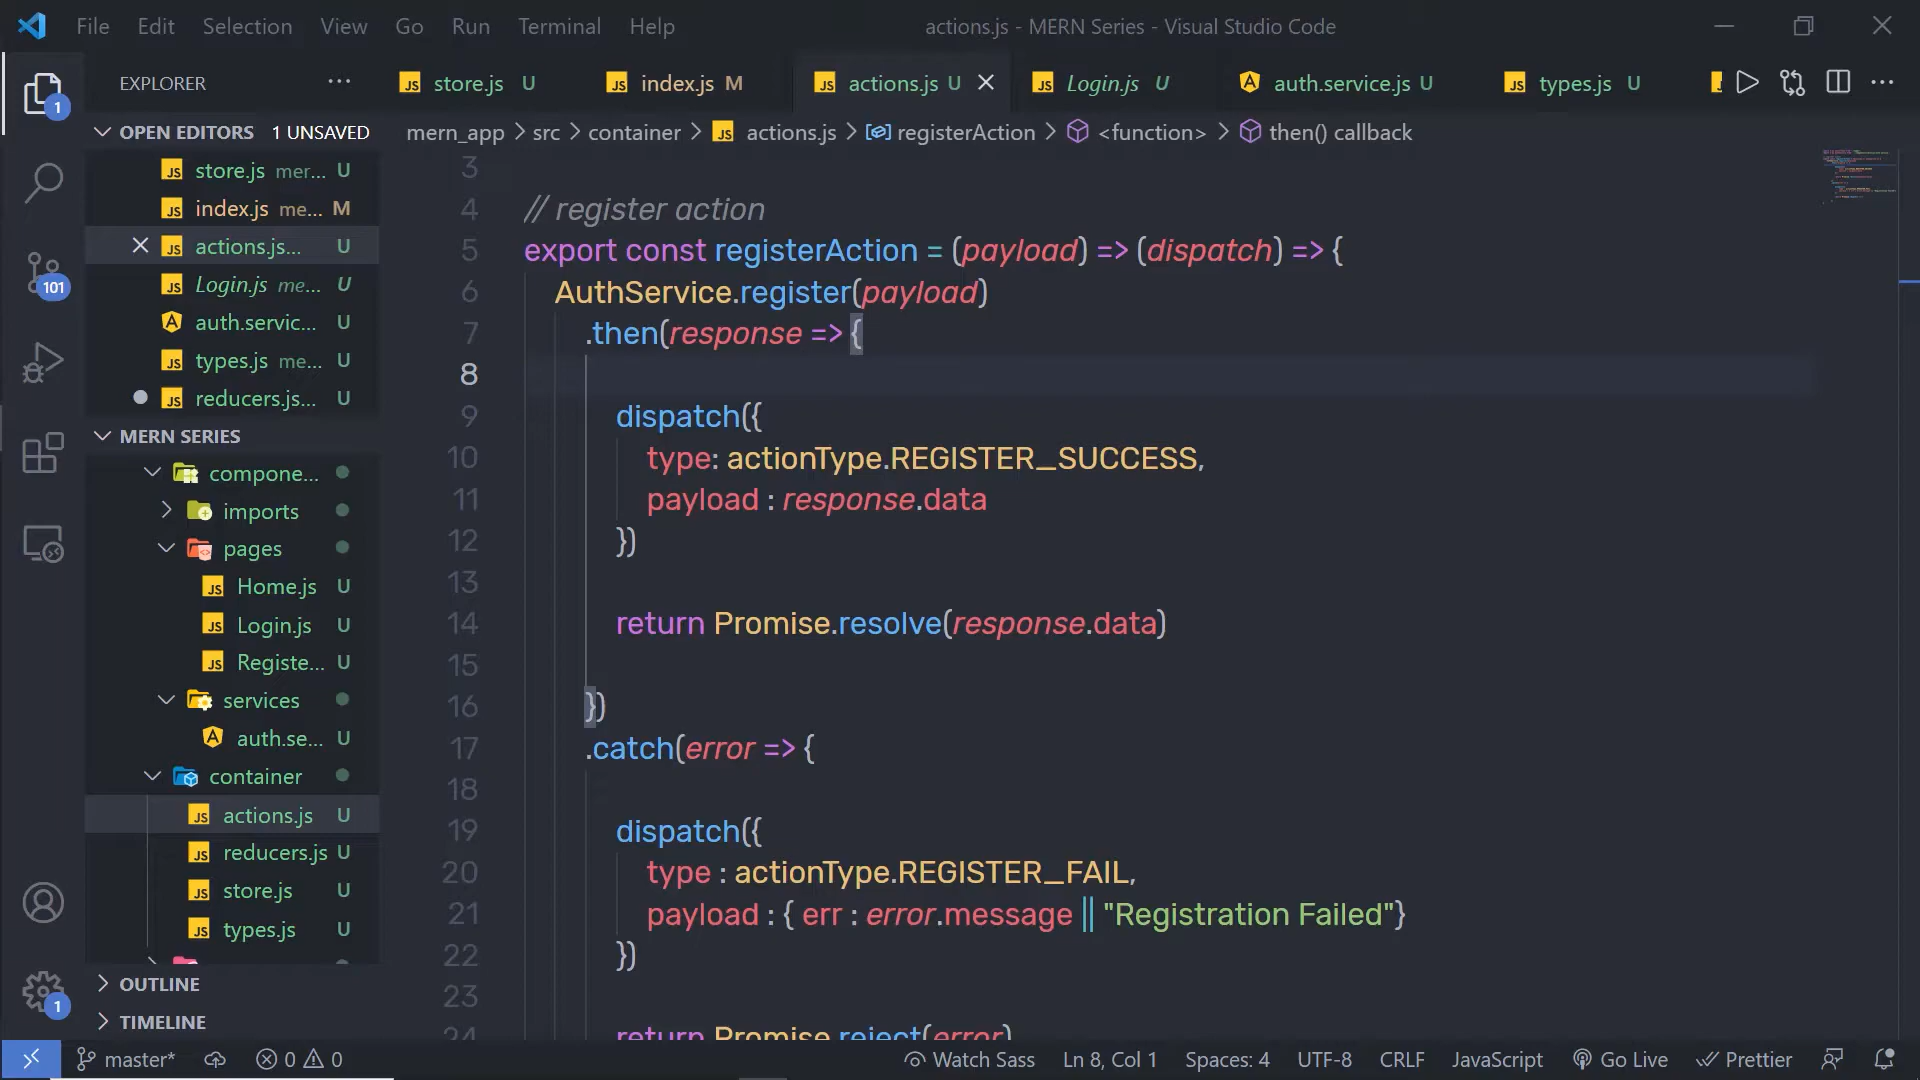 File Edit Selection View Go Run Terminal Help
actions.js - MERN Series - Visual Studio Code
EXPLORER
store.js U index.js M actions.js U Login.js U auth.service.js U types.js U
OPEN EDITORS 1 UNSAVED
mern_app > src > container > actions.js > registerAction > <function> > then() callback
store.js mer... U
index.js me... M
actions.js... U
Login.js me... U
auth.servic... U
types.js me... U
reducers.js... U
MERN SERIES
compone...
imports
pages
Home.js U
Login.js U
Registe... U
services
auth.se... U
container
actions.js U
reducers.js U
store.js U
types.js U
OUTLINE
TIMELINE
1
101
1
3
4 // register action
5 export const registerAction = (payload) => (dispatch) => {
6 AuthService.register(payload)
7 .then(response => {
8
9 dispatch({
10 type: actionType.REGISTER_SUCCESS,
11 payload : response.data
12 })
13
14 return Promise.resolve(response.data)
15
16 })
17 .catch(error => {
18
19 dispatch({
20 type : actionType.REGISTER_FAIL,
21 payload : { err : error.message || "Registration Failed"}
22 })
23
24 return Promise.reject(error)
master* 0 0 Watch Sass Ln 8, Col 1 Spaces: 4 UTF-8 CRLF JavaScript Go Live Prettier